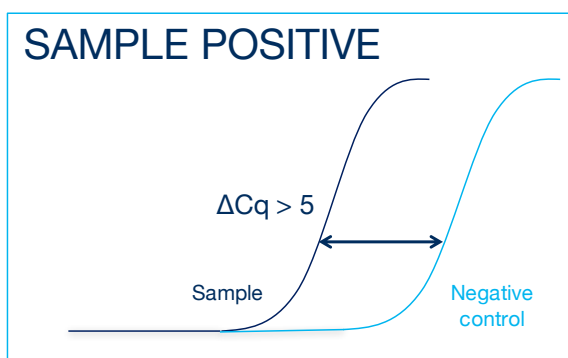 SAMPLE POSITIVE
ΔCq > 5
Sample
Negative
control